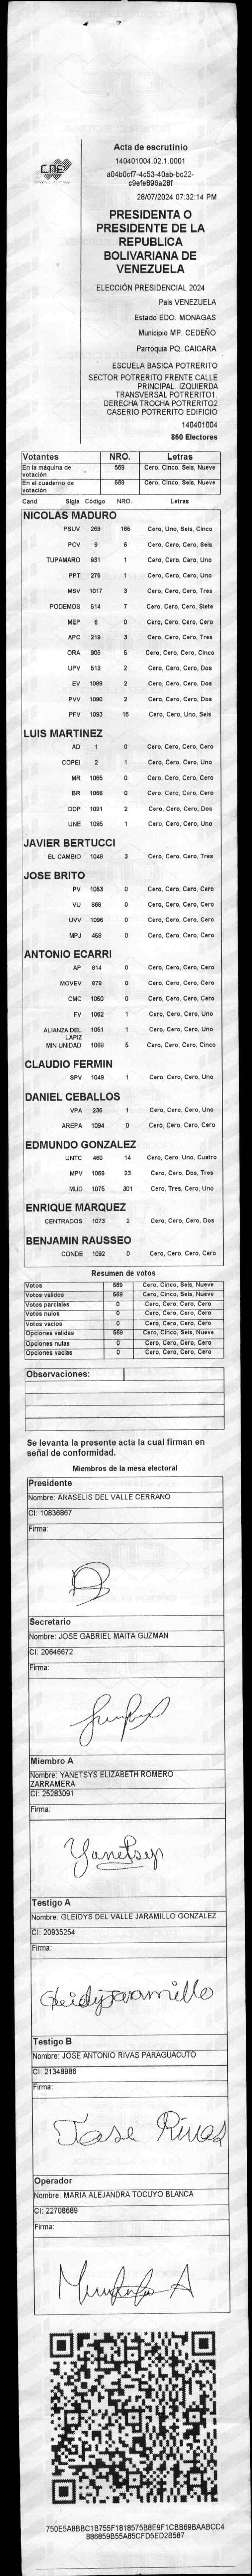 CNE
Acta de escrutinio
140401004.02.1.0001
a04b0cf7-4c53-40ab-bc22-
c9efe896a28f
28/07/2024 07:32:14 PM
PRESIDENTA O
PRESIDENTE DE LA
REPUBLICA
BOLIVARIANA DE
VENEZUELA
ELECCIÓN PRESIDENCIAL 2024
País VENEZUELA
Estado EDO. MONAGAS
Municipio MP. CEDEÑO
Parroquia PQ. CAICARA
ESCUELA BASICA POTRERITO
SECTOR POTRERITO FRENTE CALLE
PRINCIPAL. IZQUIERDA
TRANSVERSAL POTRERITO1.
DERECHA TROCHA POTRERITO2
CASERIO POTRERITO EDIFICIO
140401004
860 Electores
Votantes NRO. Letras
En la máquina de votación 569 Cero, Cinco, Seis, Nueve
En el cuaderno de votación 569 Cero, Cinco, Seis, Nueve
Cand. Sigla Código NRO. Letras
NICOLAS MADURO
PSUV 269 165 Cero, Uno, Seis, Cinco
PCV 9 6 Cero, Cero, Cero, Seis
TUPAMARO 931 1 Cero, Cero, Cero, Uno
PPT 276 1 Cero, Cero, Cero, Uno
MSV 1017 3 Cero, Cero, Cero, Tres
PODEMOS 514 7 Cero, Cero, Cero, Siete
MEP 6 0 Cero, Cero, Cero, Cero
APC 219 3 Cero, Cero, Cero, Tres
ORA 905 5 Cero, Cero, Cero, Cinco
UPV 513 2 Cero, Cero, Cero, Dos
EV 1089 2 Cero, Cero, Cero, Dos
PVV 1090 2 Cero, Cero, Cero, Dos
PFV 1093 16 Cero, Cero, Uno, Seis
LUIS MARTINEZ
AD 1 0 Cero, Cero, Cero, Cero
COPEI 2 1 Cero, Cero, Cero, Uno
MR 1055 0 Cero, Cero, Cero, Cero
BR 1066 0 Cero, Cero, Cero, Cero
DDP 1091 2 Cero, Cero, Cero, Dos
UNE 1095 1 Cero, Cero, Cero, Uno
JAVIER BERTUCCI
EL CAMBIO 1048 3 Cero, Cero, Cero, Tres
JOSE BRITO
PV 1053 0 Cero, Cero, Cero, Cero
VU 868 0 Cero, Cero, Cero, Cero
UVV 1096 0 Cero, Cero, Cero, Cero
MPJ 458 0 Cero, Cero, Cero, Cero
ANTONIO ECARRI
AP 814 0 Cero, Cero, Cero, Cero
MOVEV 879 0 Cero, Cero, Cero, Cero
CMC 1050 0 Cero, Cero, Cero, Cero
FV 1052 1 Cero, Cero, Cero, Uno
ALIANZA DEL LAPIZ 1051 1 Cero, Cero, Cero, Uno
MIN UNIDAD 1069 5 Cero, Cero, Cero, Cinco
CLAUDIO FERMIN
SPV 1049 1 Cero, Cero, Cero, Uno
DANIEL CEBALLOS
VPA 236 1 Cero, Cero, Cero, Uno
AREPA 1094 0 Cero, Cero, Cero, Cero
EDMUNDO GONZALEZ
UNTC 460 14 Cero, Cero, Uno, Cuatro
MPV 1069 23 Cero, Cero, Dos, Tres
MUD 1075 301 Cero, Tres, Cero, Uno
ENRIQUE MARQUEZ
CENTRADOS 1073 2 Cero, Cero, Cero, Dos
BENJAMIN RAUSSEO
CONDE 1092 0 Cero, Cero, Cero, Cero
Resumen de votos
Votos 569 Cero, Cinco, Seis, Nueve
Votos validos 569 Cero, Cinco, Seis, Nueve
Votos parciales 0 Cero, Cero, Cero, Cero
Votos nulos 0 Cero, Cero, Cero, Cero
Votos vacios 0 Cero, Cero, Cero, Cero
Opciones validas 569 Cero, Cinco, Seis, Nueve
Opciones nulas 0 Cero, Cero, Cero, Cero
Opciones vacias 0 Cero, Cero, Cero, Cero
Observaciones:
Se levanta la presente acta la cual firman en
señal de conformidad.
Miembros de la mesa electoral
Presidente
Nombre: ARASELIS DEL VALLE CERRANO
CI: 10836867
Firma:
Secretario
Nombre: JOSE GABRIEL MAITA GUZMAN
CI: 20646672
Firma:
Miembro A
Nombre: YANETSYS ELIZABETH ROMERO
ZARRAMERA
CI: 25283091
Firma:
Yanetsys
Testigo A
Nombre: GLEIDYS DEL VALLE JARAMILLO GONZALEZ
CI: 20935254
Firma:
Gleidys Jaramillo
Testigo B
Nombre: JOSE ANTONIO RIVAS PARAGUACUTO
CI: 21348986
Firma:
Jose Rivas
Operador
Nombre: MARIA ALEJANDRA TOCUYO BLANCA
CI: 22708689
Firma:
750E5A8BBC1B755F1818575B8E9F1CBB69BAABCC4
886859B55A85CFD5ED2B587